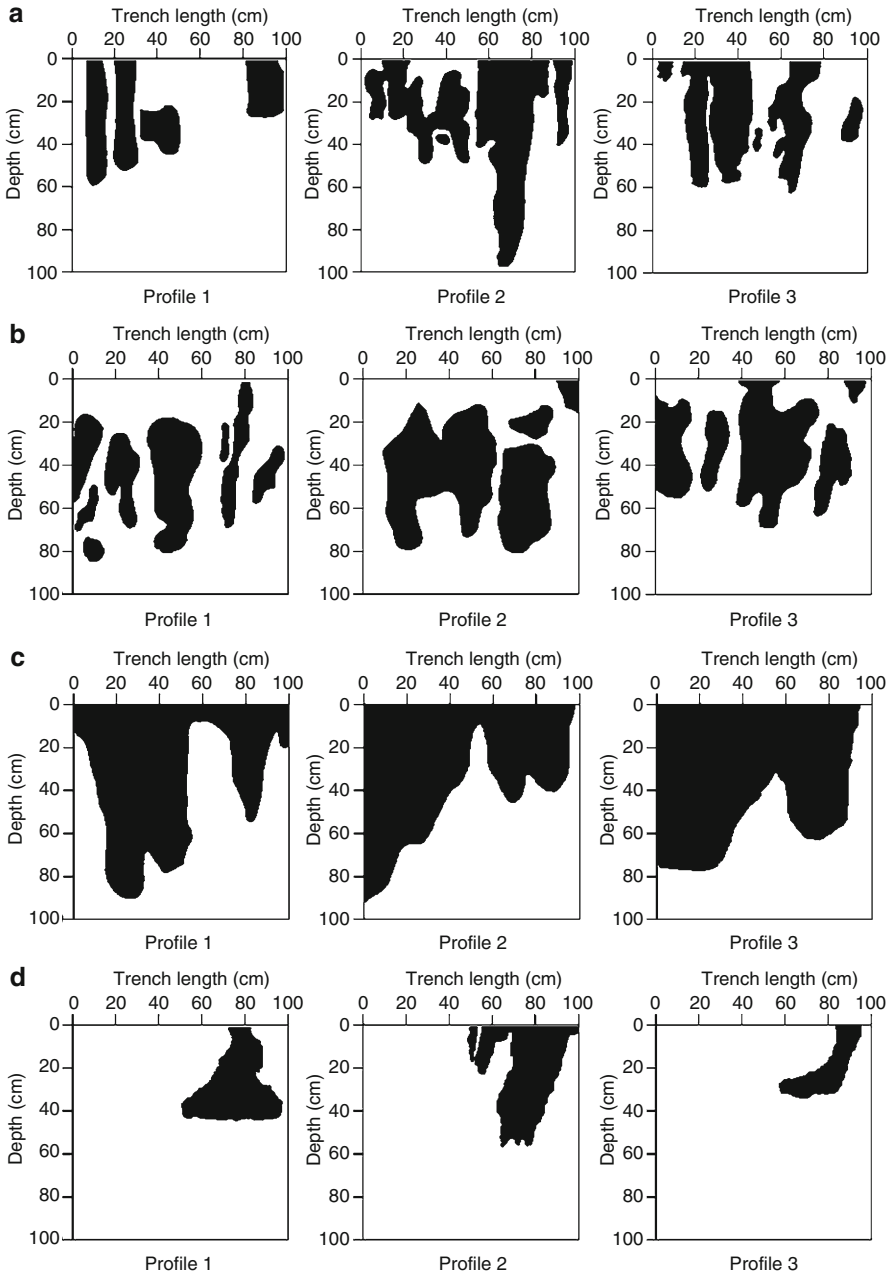 a
Trench length (cm) Trench length (cm) Trench length (cm)
0 20 40 60 80 100 0 20 40 60 80 100 0 20 40 60 80 100
0 0 0
20 20 20
40 40 40
60 60 60
80 80 80
100 100 100
Depth (cm) Depth (cm) Depth (cm)
Profile 1 Profile 2 Profile 3
b
Trench length (cm) Trench length (cm) Trench length (cm)
0 20 40 60 80 100 0 20 40 60 80 100 0 20 40 60 80 100
0 0 0
20 20 20
40 40 40
60 60 60
80 80 80
100 100 100
Depth (cm) Depth (cm) Depth (cm)
Profile 1 Profile 2 Profile 3
c
Trench length (cm) Trench length (cm) Trench length (cm)
0 20 40 60 80 100 0 20 40 60 80 100 0 20 40 60 80 100
0 0 0
20 20 20
40 40 40
60 60 60
80 80 80
100 100 100
Depth (cm) Depth (cm) Depth (cm)
Profile 1 Profile 2 Profile 3
d
Trench length (cm) Trench length (cm) Trench length (cm)
0 20 40 60 80 100 0 20 40 60 80 100 0 20 40 60 80 100
0 0 0
20 20 20
40 40 40
60 60 60
80 80 80
100 100 100
Depth (cm) Depth (cm) Depth (cm)
Profile 1 Profile 2 Profile 3